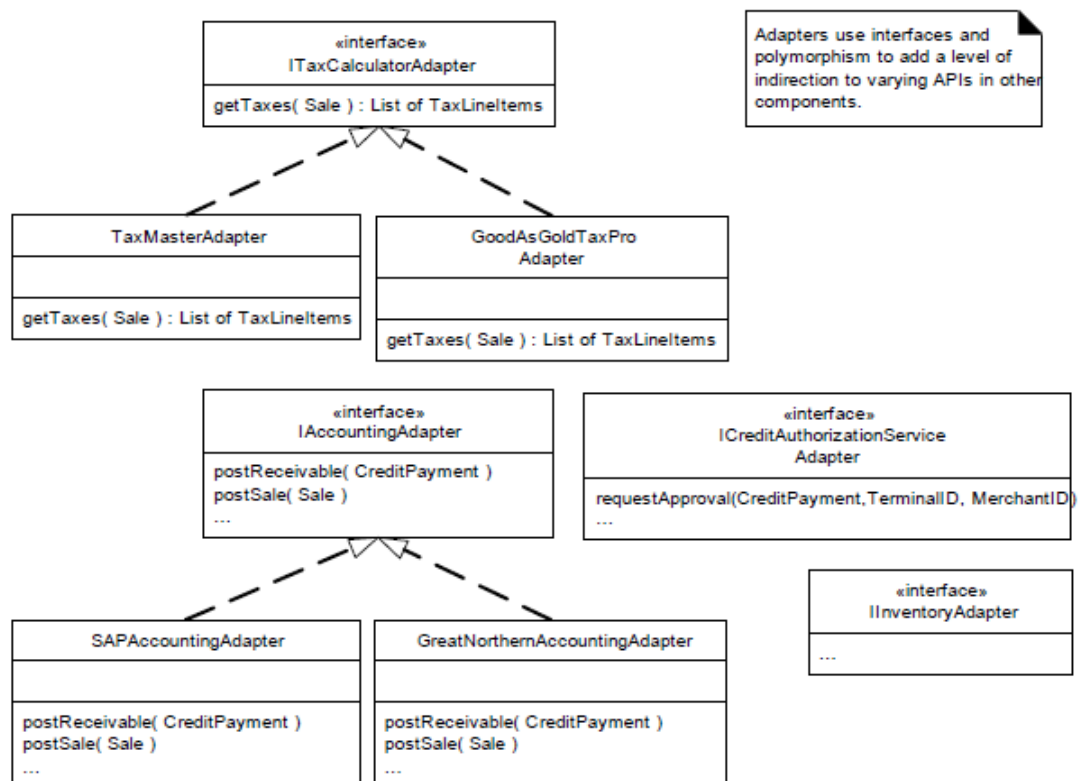 «interface»
ITaxCalculatorAdapter
getTaxes( Sale ) : List of TaxLineItems
Adapters use interfaces and
polymorphism to add a level of
indirection to varying APIs in other
components.
TaxMasterAdapter
getTaxes( Sale ) : List of TaxLineItems
GoodAsGoldTaxPro
Adapter
getTaxes( Sale ) : List of TaxLineItems
«interface»
IAccountingAdapter
postReceivable( CreditPayment )
postSale( Sale )
...
«interface»
ICreditAuthorizationService
Adapter
requestApproval(CreditPayment,TerminalID, MerchantID)
...
«interface»
IInventoryAdapter
...
SAPAccountingAdapter
postReceivable( CreditPayment )
postSale( Sale )
...
GreatNorthernAccountingAdapter
postReceivable( CreditPayment )
postSale( Sale )
...